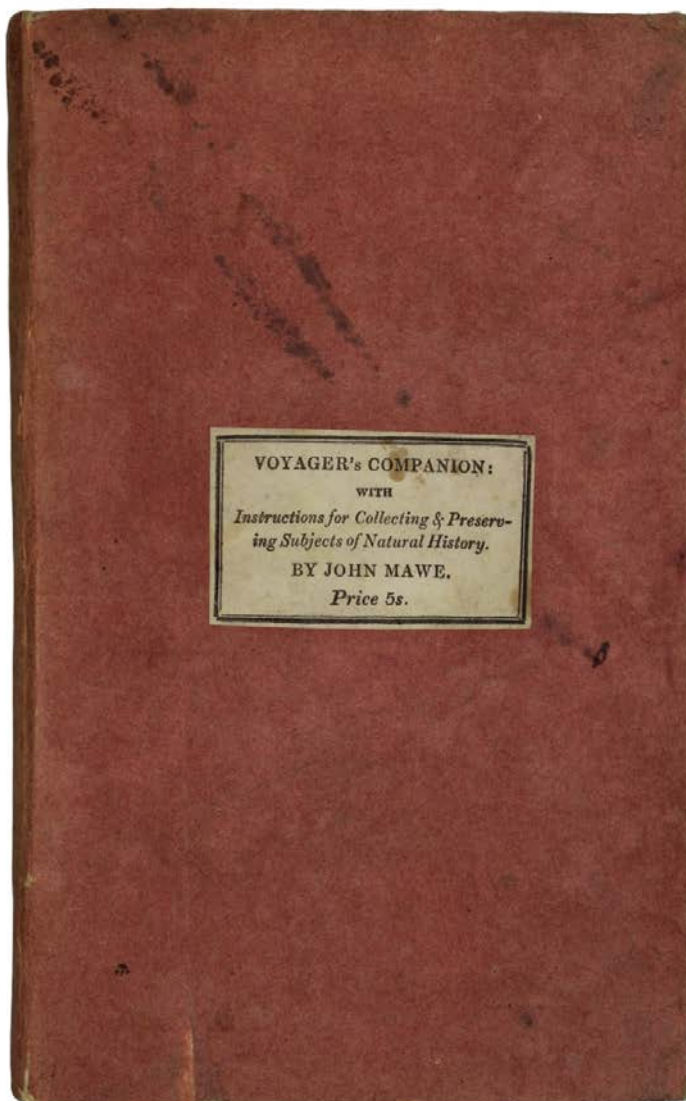 VOYAGER's COMPANION:
WITH
Instructions for Collecting & Preserv-
ing Subjects of Natural History.
BY JOHN MAWE.
Price 5s.